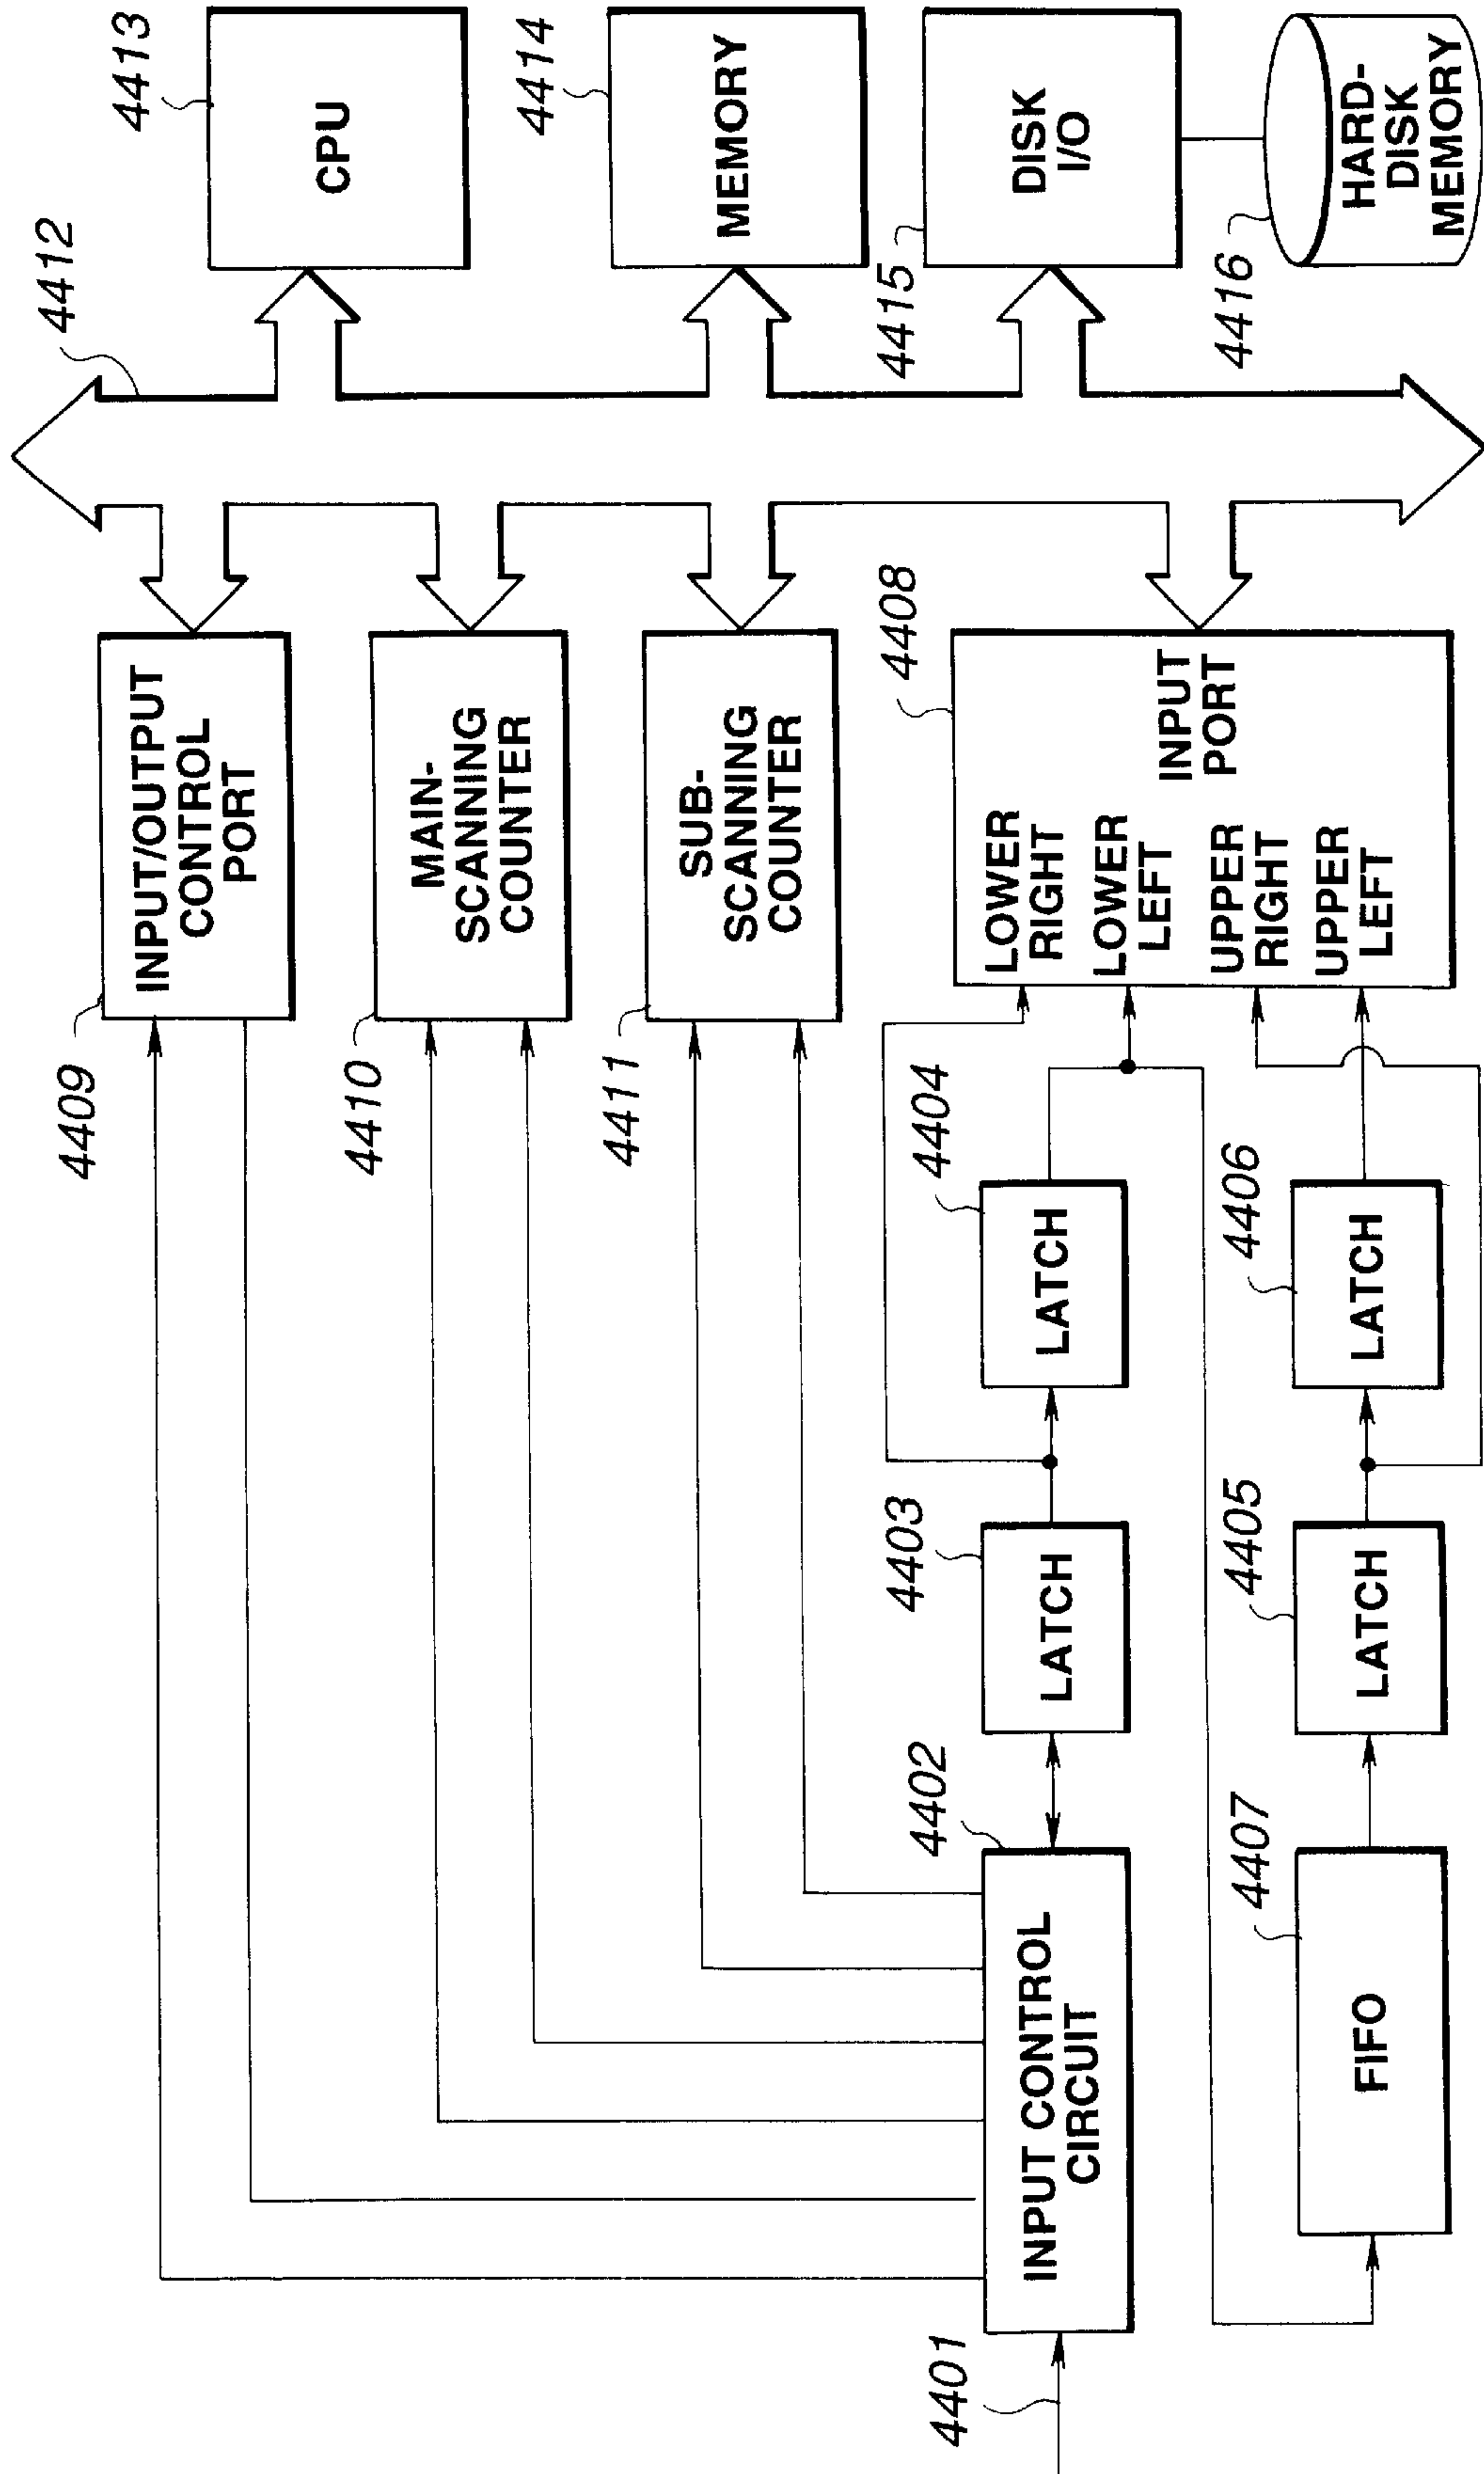 4409
INPUT/OUTPUT
CONTROL
PORT
4412
4413
CPU
4410
MAIN-
SCANNING
COUNTER
4411
SUB-
SCANNING
COUNTER
4414
MEMORY
4401
4402
INPUT CONTROL
CIRCUIT
4403
LATCH
4404
LATCH
4408
LOWER
RIGHT
LOWER
LEFT
UPPER
RIGHT
UPPER
LEFT
INPUT
PORT
4415
DISK
I/O
4407
FIFO
4405
LATCH
4406
LATCH
4416
HARD-
DISK
MEMORY